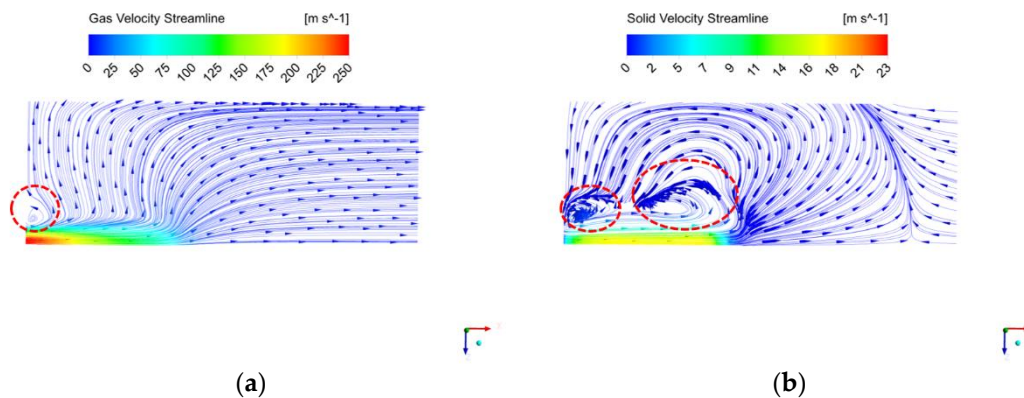 Gas Velocity Streamline [m s^-1]
0 25 50 75 100 125 150 175 200 225 250
Solid Velocity Streamline [m s^-1]
0 2 5 7 9 11 14 16 18 21 23
(a)
(b)